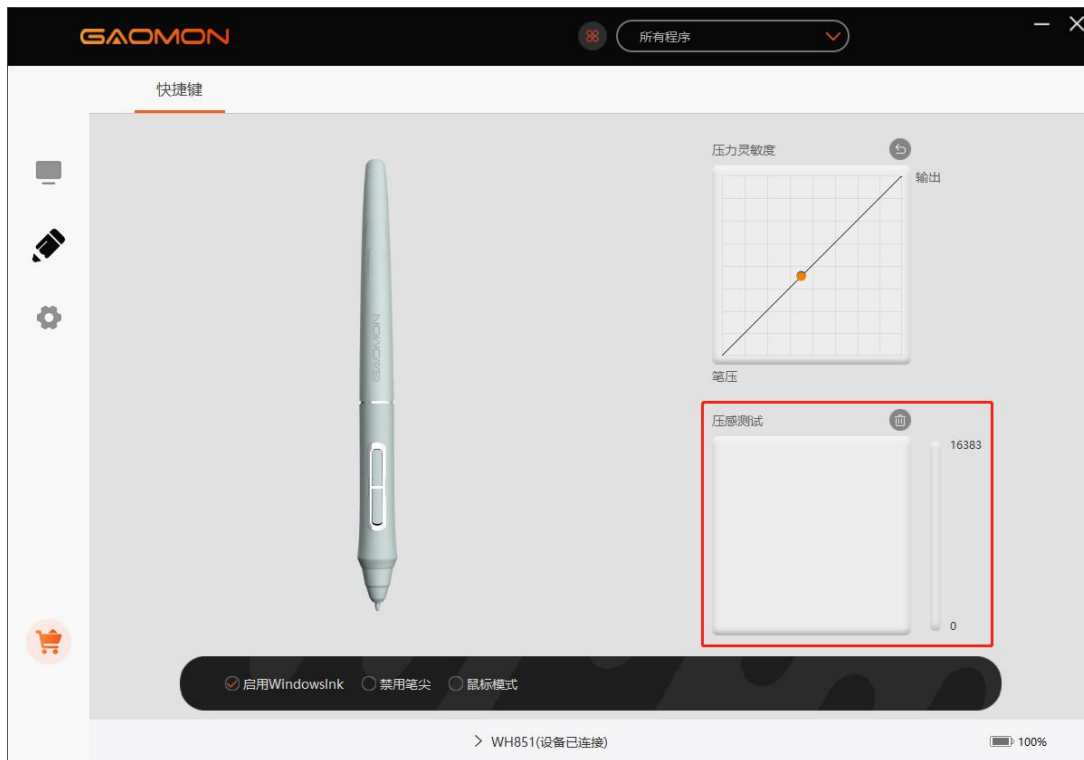 GAOMON
所有程序
快捷键
压力灵敏度
输出
GAOMON
笔压
压感测试
16383
0
启用WindowsInk 禁用笔尖 鼠标模式
WH851(设备已连接)
100%